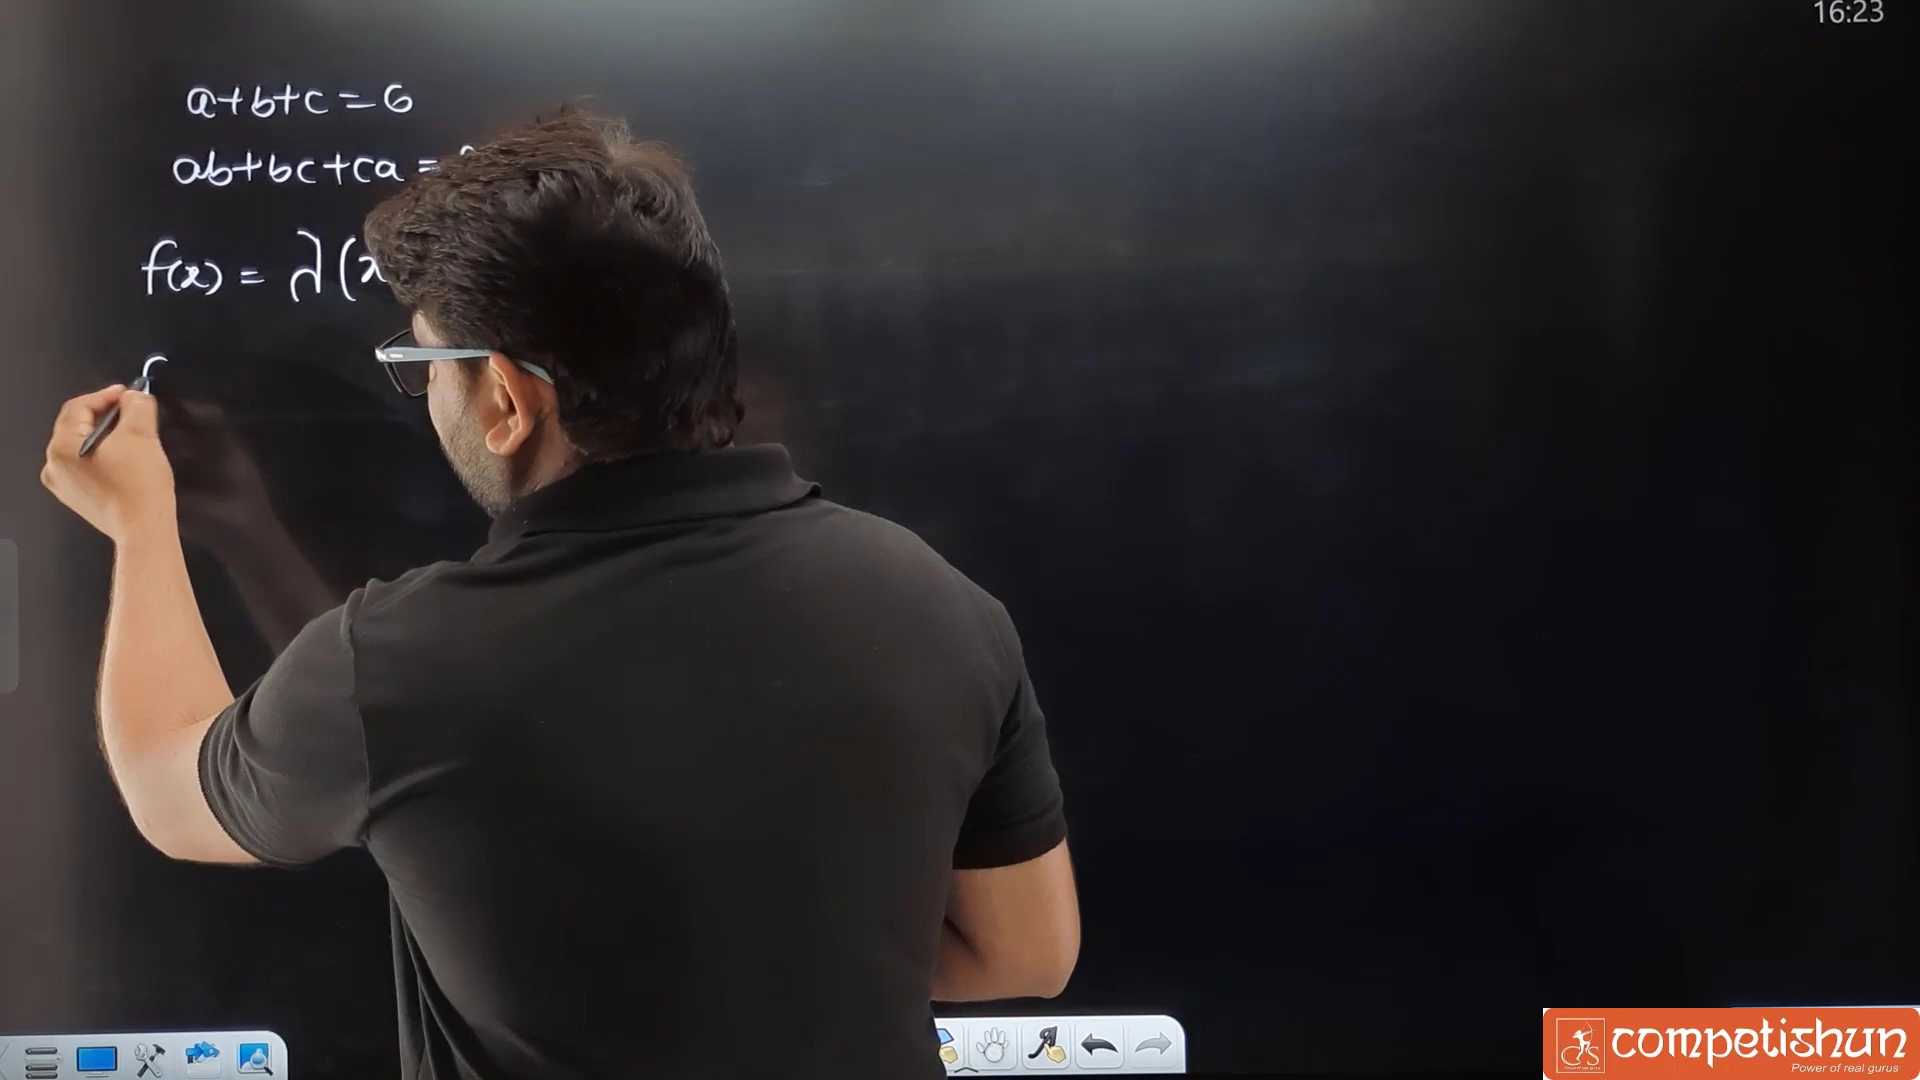 16:23
a+b+c=6
ab+bc+ca =
f(x) = λ(x
competishun
Power of real gurus